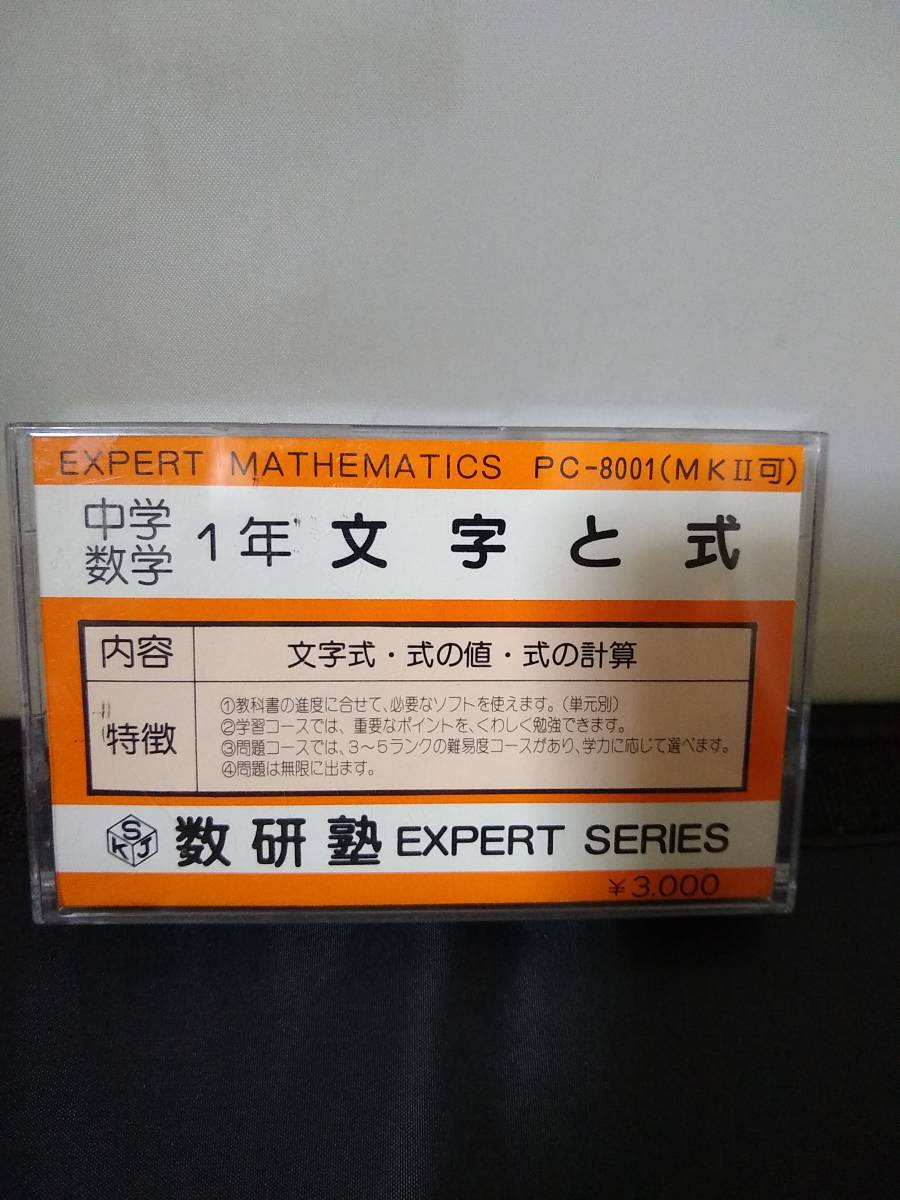 EXPERT MATHEMATICS PC-8001(MKⅡ可)
中学
数学
1年 文字と式
内容 文字式・式の値・式の計算
特徴
①教科書の進度に合せて、必要なソフトを使えます。(単元別)
②学習コースでは、重要なポイントを、くわしく勉強できます。
③問題コースでは、3〜5ランクの難易度コースがあり、学力に応じて選べます。
④問題は無限に出ます。
SKJ 数研塾 EXPERT SERIES
¥3.000